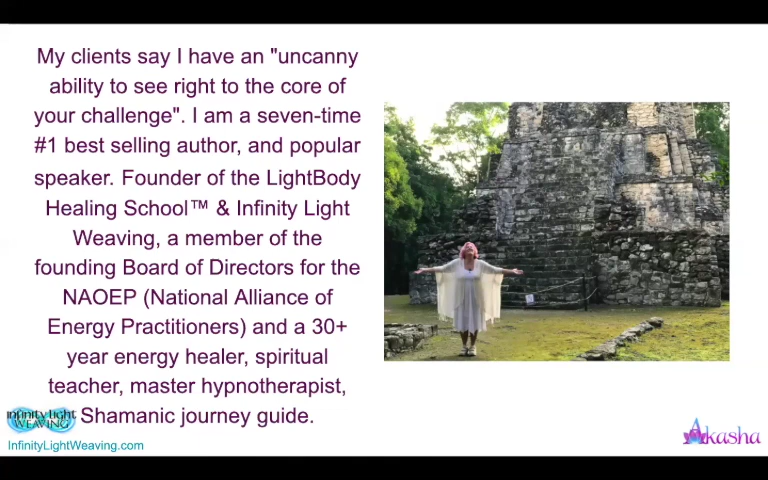 My clients say I have an "uncanny
ability to see right to the core of
your challenge". I am a seven-time
#1 best selling author, and popular
speaker. Founder of the LightBody
Healing School™ & Infinity Light
Weaving, a member of the
founding Board of Directors for the
NAOEP (National Alliance of
Energy Practitioners) and a 30+
year energy healer, spiritual
teacher, master hypnotherapist,
Shamanic journey guide.
infinity light
WEAVING
InfinityLightWeaving.com
Akasha